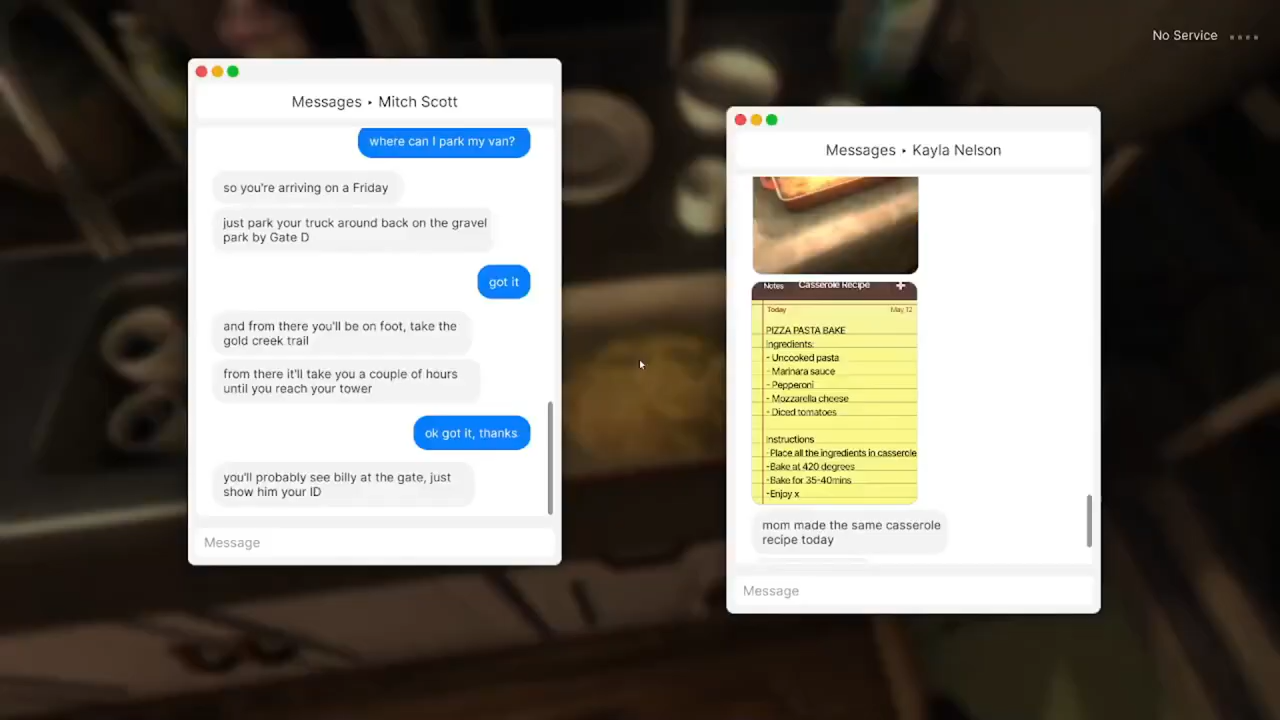 No Service
Messages ▸ Mitch Scott
where can I park my van?
so you're arriving on a Friday
just park your truck around back on the gravel
park by Gate D
got it
and from there you'll be on foot, take the
gold creek trail
from there it'll take you a couple of hours
until you reach your tower
ok got it, thanks
you'll probably see billy at the gate, just
show him your ID
Message
Messages ▸ Kayla Nelson
Notes Casserole Recipe +
Today May, 12
PIZZA PASTA BAKE
Ingredients:
- Uncooked pasta
- Marinara sauce
- Pepperoni
- Mozzarella cheese
- Diced tomatoes
Instructions
-Place all the ingredients in casserole
-Bake at 420 degrees
-Bake for 35-40mins
-Enjoy x
mom made the same casserole
recipe today
Message